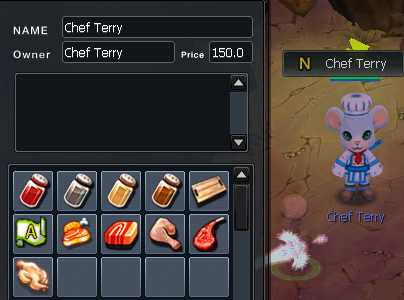 NAME Chef Terry
Owner Chef Terry Price 150.0
N Chef Terry
A
Chef Terry